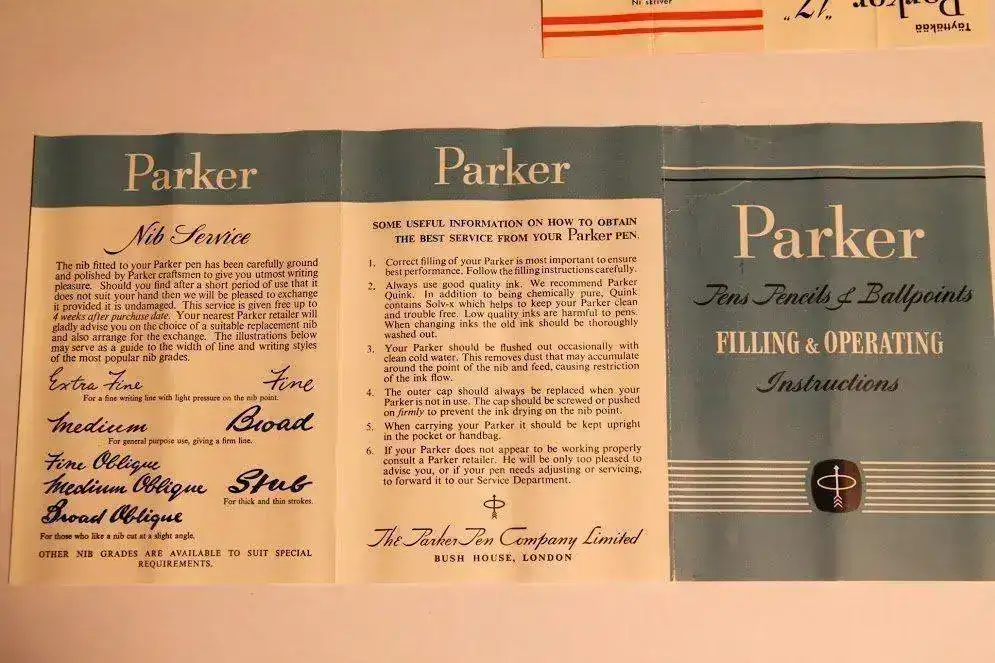 Ni skriver
Täyttäkää
Parker "17"
Parker
Nib Service
The nib fitted to your Parker pen has been carefully ground
and polished by Parker craftsmen to give you utmost writing
pleasure. Should you find after a short period of use that it
does not suit your hand then we will be pleased to exchange
it provided it is undamaged. This service is given free up to
4 weeks after purchase date. Your nearest Parker retailer will
gladly advise you on the choice of a suitable replacement nib
and also arrange for the exchange. The illustrations below
may serve as a guide to the width of line and writing styles
of the most popular nib grades.
Extra Fine Fine
For a fine writing line with light pressure on the nib point.
Medium Broad
For general purpose use, giving a firm line.
Fine Oblique
Medium Oblique Stub
For thick and thin strokes.
Broad Oblique
For those who like a nib cut at a slight angle.
OTHER NIB GRADES ARE AVAILABLE TO SUIT SPECIAL
REQUIREMENTS.
Parker
SOME USEFUL INFORMATION ON HOW TO OBTAIN
THE BEST SERVICE FROM YOUR Parker PEN.
1. Correct filling of your Parker is most important to ensure
best performance. Follow the filling instructions carefully.
2. Always use good quality ink. We recommend Parker
Quink. In addition to being chemically pure, Quink
contains Solv-x which helps to keep your Parker clean
and trouble free. Low quality inks are harmful to pens.
When changing inks the old ink should be thoroughly
washed out.
3. Your Parker should be flushed out occasionally with
clean cold water. This removes dust that may accumulate
around the point of the nib and feed, causing restriction
of the ink flow.
4. The outer cap should always be replaced when your
Parker is not in use. The cap should be screwed or pushed
on firmly to prevent the ink drying on the nib point.
5. When carrying your Parker it should be kept upright
in the pocket or handbag.
6. If your Parker does not appear to be working properly
consult a Parker retailer. He will be only too pleased to
advise you, or if your pen needs adjusting or servicing,
to forward it to our Service Department.
The Parker Pen Company Limited
BUSH HOUSE, LONDON
Parker
Pens Pencils & Ballpoints
FILLING & OPERATING
Instructions